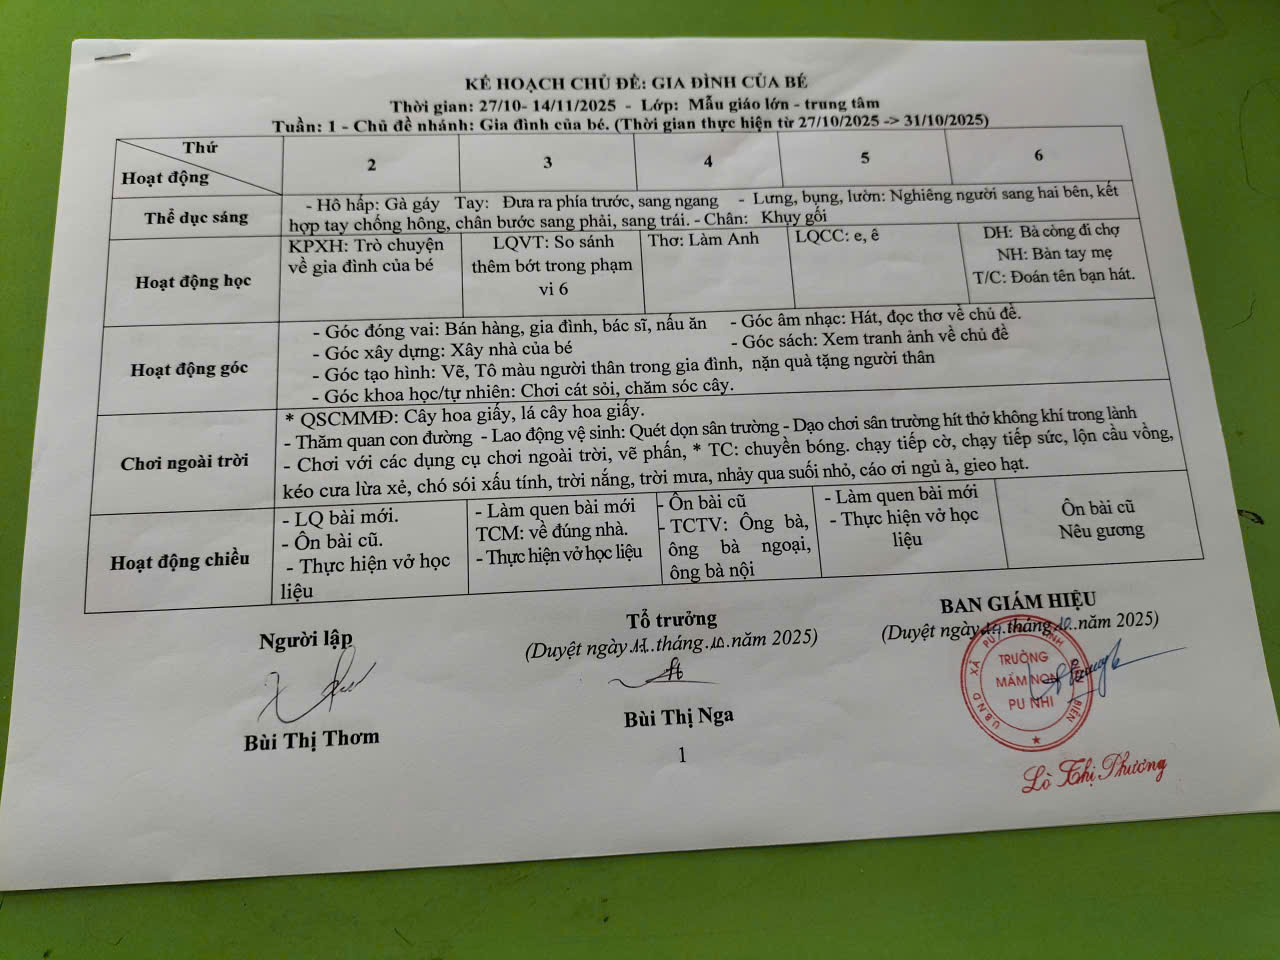 KẾ HOẠCH CHỦ ĐỀ: GIA ĐÌNH CỦA BÉ
Thời gian: 27/10- 14/11/2025 - Lớp: Mẫu giáo lớn - trung tâm
Tuần: 1 - Chủ đề nhánh: Gia đình của bé. (Thời gian thực hiện từ 27/10/2025 -> 31/10/2025)
Thứ
Hoạt động
2
3
4
5
6
Thể dục sáng
- Hô hấp: Gà gáy Tay: Đưa ra phía trước, sang ngang - Lưng, bụng, lườn: Nghiêng người sang hai bên, kết
hợp tay chống hông, chân bước sang phải, sang trái. - Chân: Khụy gối
Hoạt động học
KPXH: Trò chuyện
về gia đình của bé
LQVT: So sánh
thêm bớt trong phạm
vi 6
Thơ: Làm Anh
LQCC: e, ê
DH: Bà còng đi chợ
NH: Bàn tay mẹ
T/C: Đoán tên bạn hát.
Hoạt động góc
- Góc đóng vai: Bán hàng, gia đình, bác sĩ, nấu ăn - Góc âm nhạc: Hát, đọc thơ về chủ đề.
- Góc xây dựng: Xây nhà của bé - Góc sách: Xem tranh ảnh về chủ đề
- Góc tạo hình: Vẽ, Tô màu người thân trong gia đình, nặn quà tặng người thân
- Góc khoa học/tự nhiên: Chơi cát sỏi, chăm sóc cây.
Chơi ngoài trời
* QSCMMĐ: Cây hoa giấy, lá cây hoa giấy.
- Thăm quan con đường - Lao động vệ sinh: Quét dọn sân trường - Dạo chơi sân trường hít thở không khí trong lành
- Chơi với các dụng cụ chơi ngoài trời, vẽ phấn, * TC: chuyền bóng. chạy tiếp cờ, chạy tiếp sức, lộn cầu vồng,
kéo cưa lừa xẻ, chó sói xấu tính, trời nắng, trời mưa, nhảy qua suối nhỏ, cáo ơi ngủ à, gieo hạt.
Hoạt động chiều
- LQ bài mới.
- Ôn bài cũ.
- Thực hiện vở học
liệu
- Làm quen bài mới
TCM: về đúng nhà.
- Thực hiện vở học liệu
- Ôn bài cũ
- TCTV: Ông bà,
ông bà ngoại,
ông bà nội
- Làm quen bài mới
- Thực hiện vở học
liệu
Ôn bài cũ
Nêu gương
Người lập
Bùi Thị Thơm
Tổ trưởng
(Duyệt ngày tháng 10 năm 2025)
Bùi Thị Nga
BAN GIÁM HIỆU
(Duyệt ngày tháng 10 năm 2025)
TRƯỜNG
MẦM NON
PU NHI
Lò Thị Phương
1